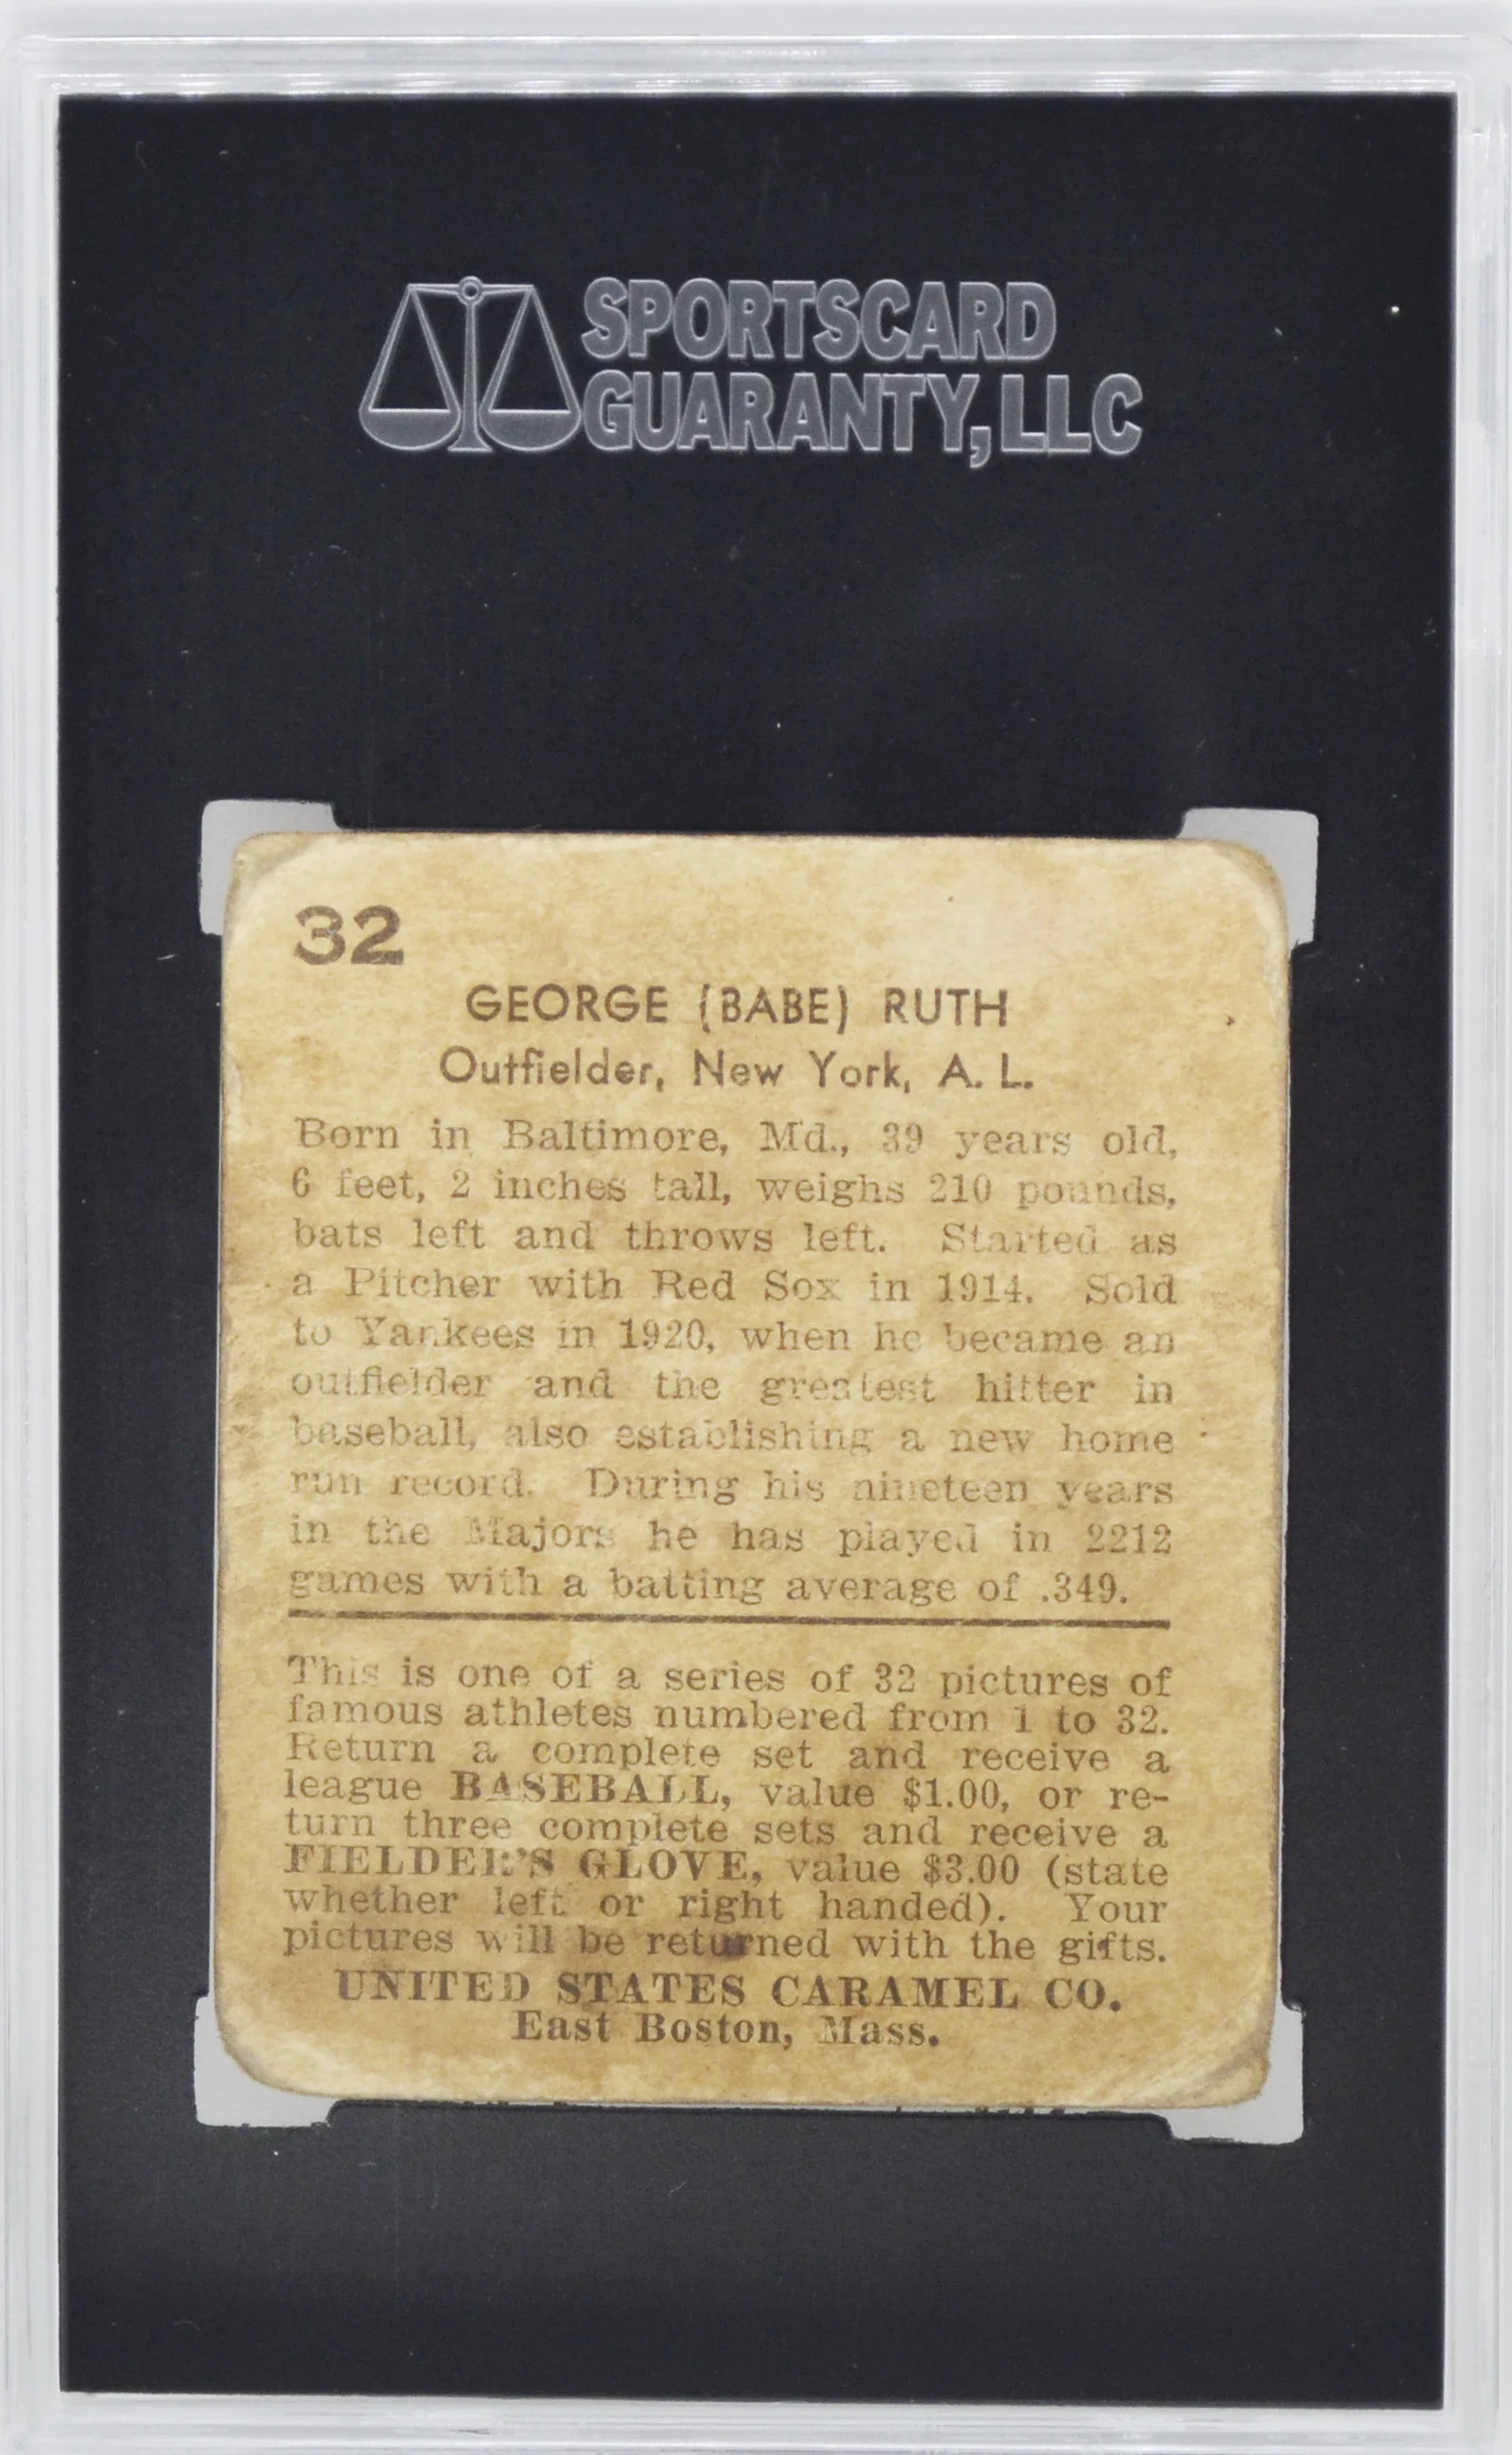 SPORTSCARD
GUARANTY, LLC
32
GEORGE (BABE) RUTH
Outfielder, New York, A. L.
Born in Baltimore, Md., 39 years old,
6 feet, 2 inches tall, weighs 210 pounds,
bats left and throws left. Started as
a Pitcher with Red Sox in 1914. Sold
to Yankees in 1920, when he became an
outfielder and the greatest hitter in
baseball, also establishing a new home
run record. During his nineteen years
in the Majors he has played in 2212
games with a batting average of .349.
This is one of a series of 32 pictures of
famous athletes numbered from 1 to 32.
Return a complete set and receive a
league BASEBALL, value $1.00, or re-
turn three complete sets and receive a
FIELDER'S GLOVE, value $3.00 (state
whether left or right handed). Your
pictures will be returned with the gifts.
UNITED STATES CARAMEL CO.
East Boston, Mass.